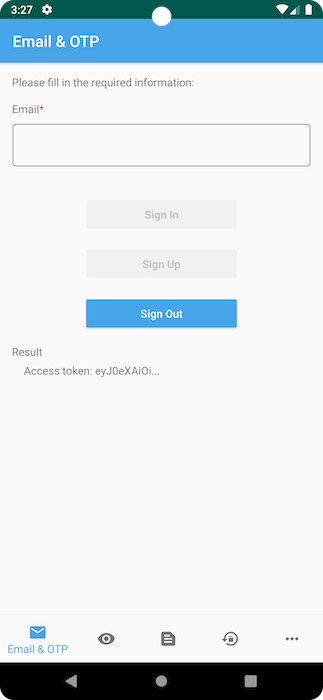 3:27
Email & OTP
Please fill in the required information:
Email*
Sign In
Sign Up
Sign Out
Result
Access token: eyJ0eXAiOi...
Email & OTP